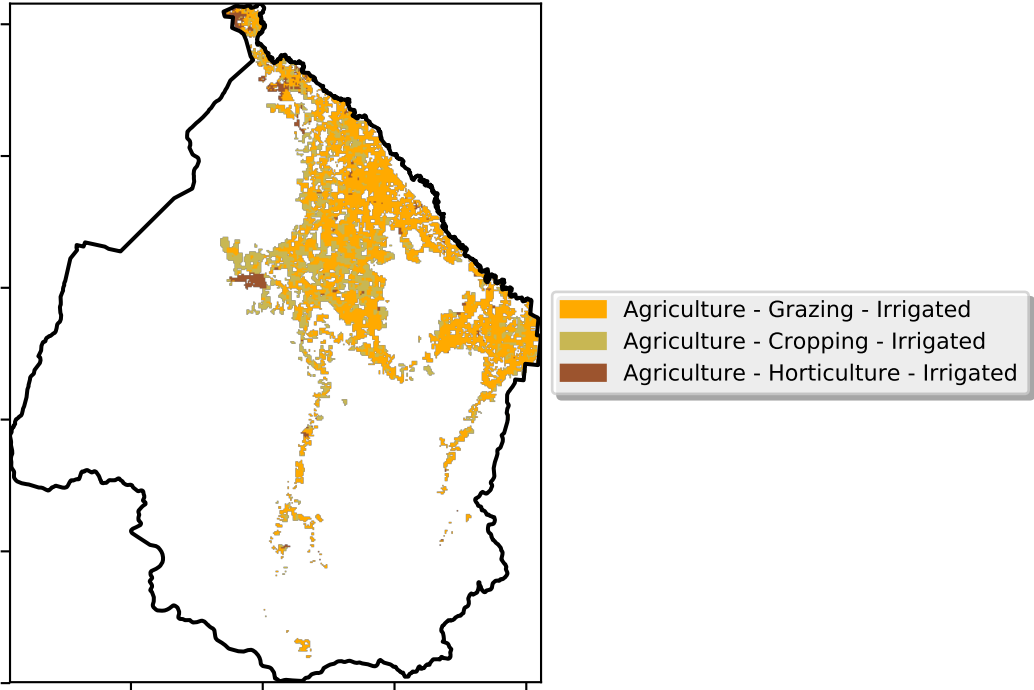 Agriculture - Grazing - Irrigated
Agriculture - Cropping - Irrigated
Agriculture - Horticulture - Irrigated